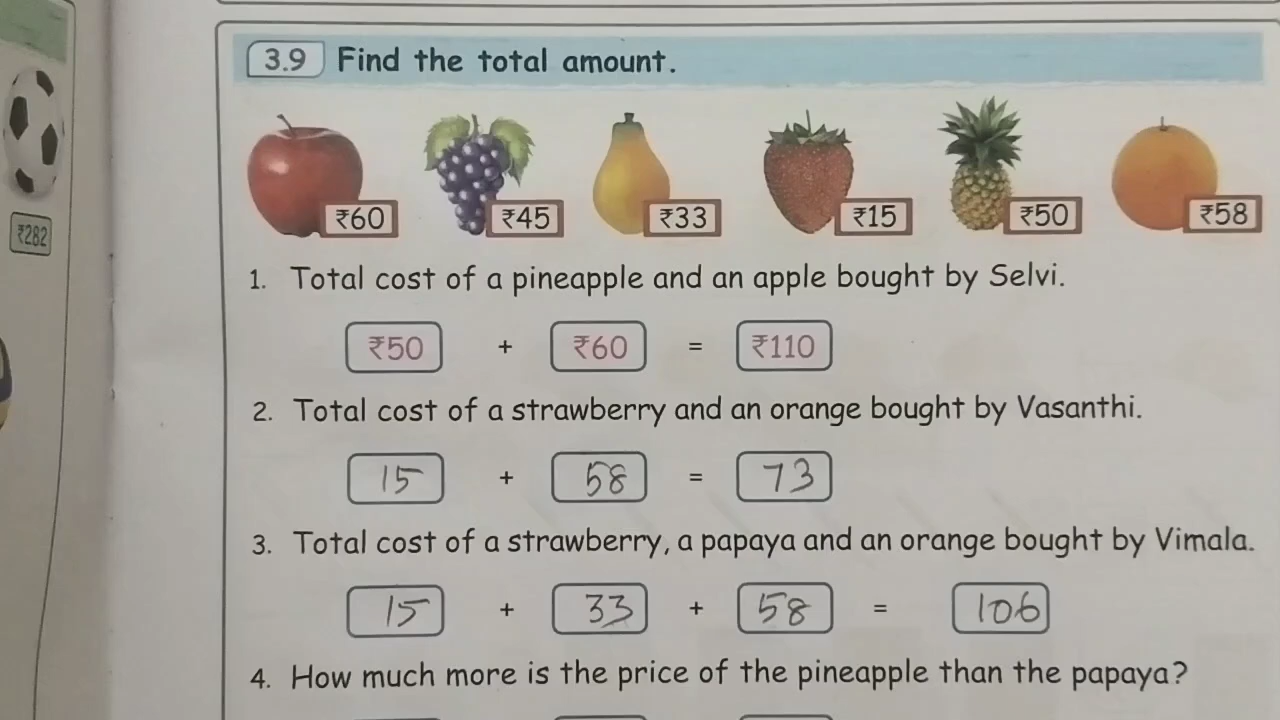 3.9 Find the total amount.
₹60 ₹45 ₹33 ₹15 ₹50 ₹58
₹282
1. Total cost of a pineapple and an apple bought by Selvi.
₹50 + ₹60 = ₹110
2. Total cost of a strawberry and an orange bought by Vasanthi.
15 + 58 = 73
3. Total cost of a strawberry, a papaya and an orange bought by Vimala.
15 + 33 + 58 = 106
4. How much more is the price of the pineapple than the papaya?